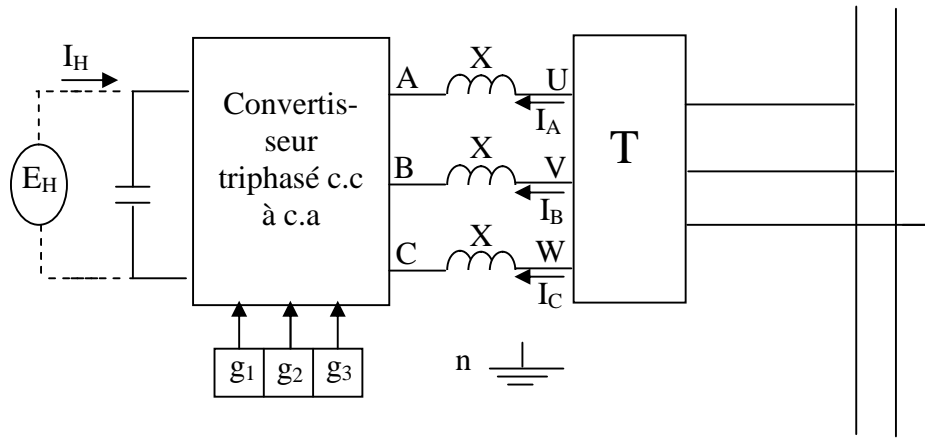 I_H
E_H
Convertis-
seur
triphasé c.c
à c.a
g₁ g₂ g₃
A X U
I_A
B X V
I_B
C X W
I_C
T
n